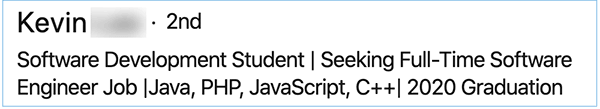 Kevin · 2nd
Software Development Student | Seeking Full-Time Software
Engineer Job |Java, PHP, JavaScript, C++| 2020 Graduation